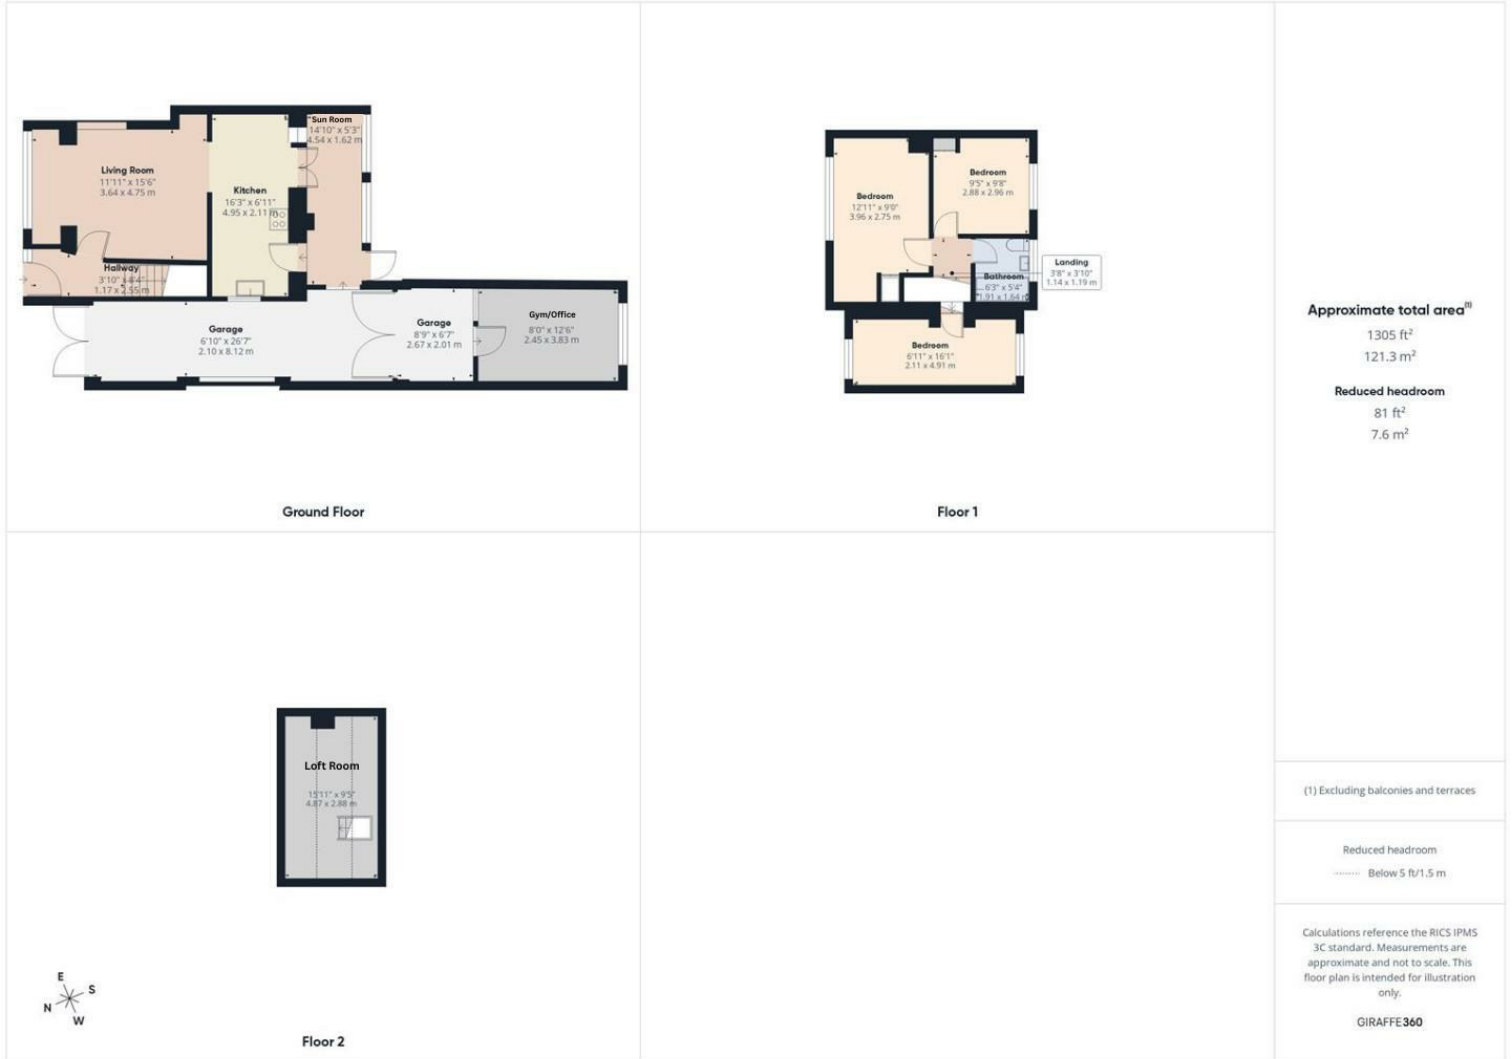 Living Room
11'11" x 15'6"
3.64 x 4.75 m
Kitchen
16'3" x 6'11"
4.95 x 2.11 m
Sun Room
14'10" x 5'3"
4.54 x 1.62 m
Hallway
3'10" x 8'4"
1.17 x 2.55 m
Garage
6'10" x 26'7"
2.10 x 8.12 m
Garage
8'9" x 6'7"
2.67 x 2.01 m
Gym/Office
8'0" x 12'6"
2.45 x 3.83 m
Ground Floor
Bedroom
12'11" x 9'0"
3.96 x 2.75 m
Bedroom
9'5" x 9'8"
2.88 x 2.96 m
Landing
3'8" x 3'10"
1.14 x 1.19 m
Bathroom
6'3" x 5'4"
1.91 x 1.64 m
Bedroom
6'11" x 16'1"
2.11 x 4.91 m
Floor 1
Loft Room
15'11" x 9'5"
4.87 x 2.88 m
E
S
N
W
Floor 2
Approximate total area(1)
1305 ft²
121.3 m²
Reduced headroom
81 ft²
7.6 m²
(1) Excluding balconies and terraces
Reduced headroom
Below 5 ft/1.5 m
Calculations reference the RICS IPMS
3C standard. Measurements are
approximate and not to scale. This
floor plan is intended for illustration
only.
GIRAFFE360